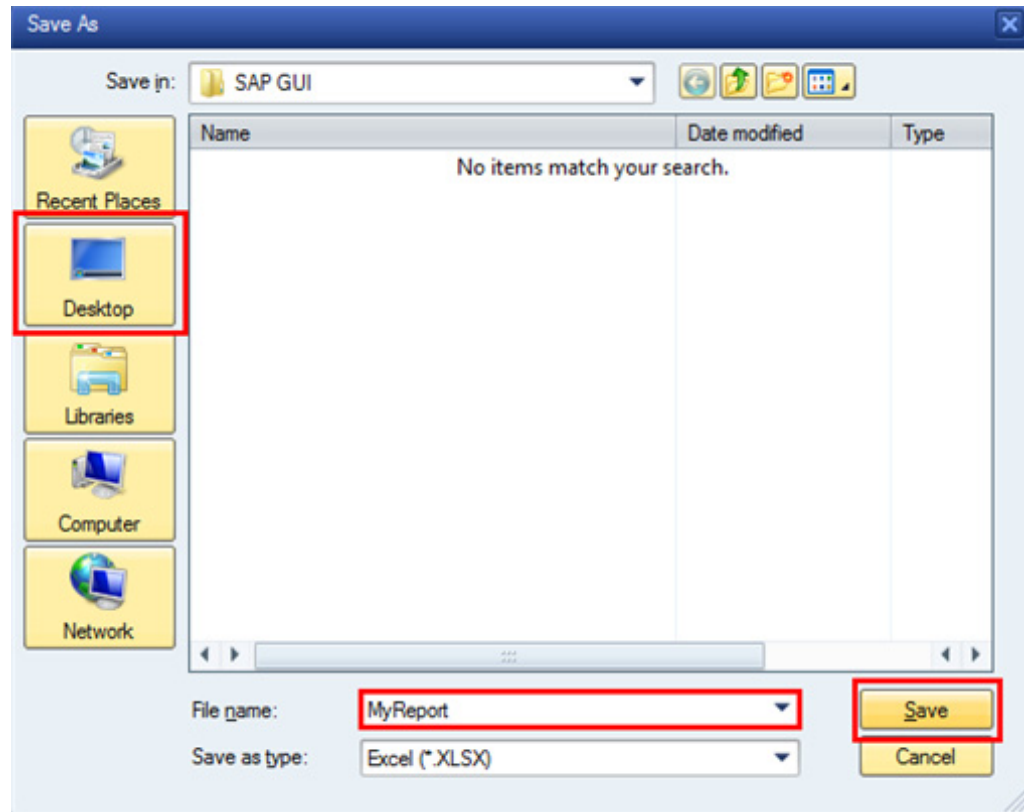 Save As
Save in:
SAP GUI
Name Date modified Type
No items match your search.
Recent Places
Desktop
Libraries
Computer
Network
File name: MyReport Save
Save as type: Excel (*.XLSX) Cancel